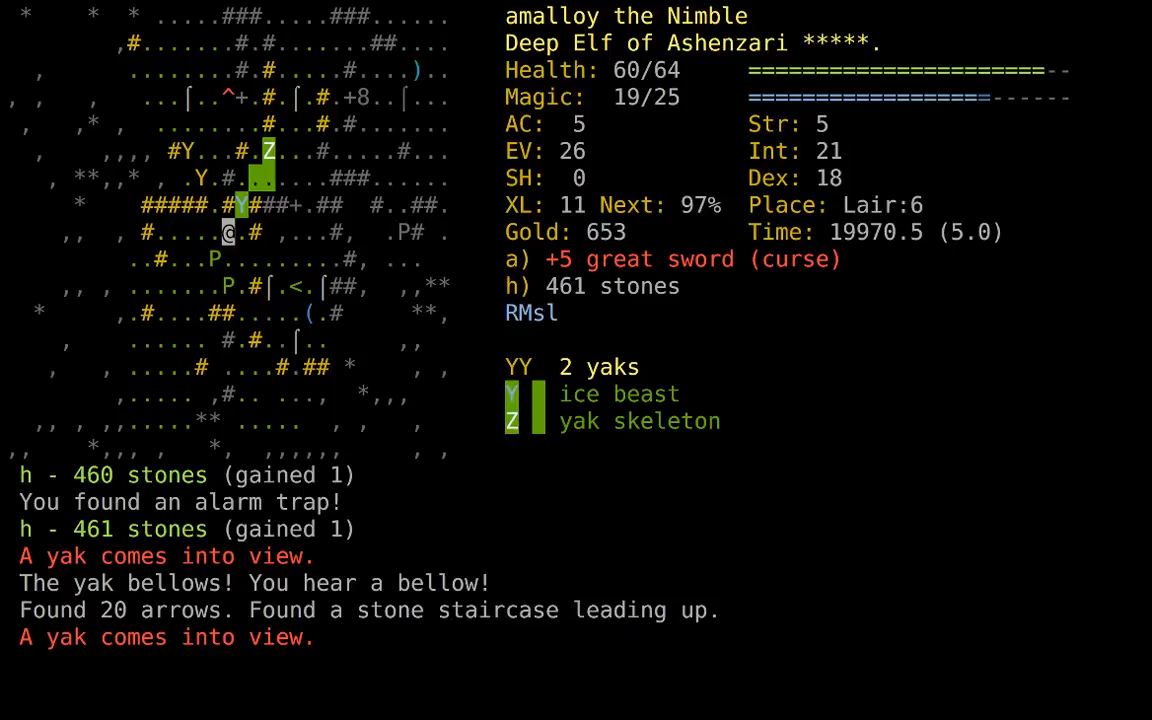 *      *  * .....###....###......     amalloy the Nimble
        ,#.......#.#.......##....     Deep Elf of Ashenzari *****.
  ,      ........#.#.....#....)..     Health: 60/64     ======================--
, ,   ,   ...⌠..^+.#.⌠.#.+8..⌠...     Magic:  19/25     ==================------
 ,   ,* ,  ........#...#.#.......     AC:  5            Str: 5
  ,    ,,,, #Y...#.Z...#.....#...     EV: 26            Int: 21
   , **,,* , .Y.#.......###......     SH:  0            Dex: 18
     *    #####.#Y###+.## #..##.      XL: 11 Next: 97%  Place: Lair:6
    ,,  , #.....@.# ,...#, .P# .      Gold: 653         Time: 19970.5 (5.0)
         ..#...P.........#, ...       a) +5 great sword (curse)
    ,, , .......P.#⌠.<.⌠##, ,,**      h) 461 stones
  *     ,.#....##.....(.#    **,      RMsl
    ,    ...... #.#..⌠..     ,,
   ,   , .....# ....#.## *    , ,     YY  2 yaks
        ,..... ,#.. ..., *,,,         Y   ice beast
  ,, , ,,.....** ..... , ,   ,        Z   yak skeleton
,,    *,,, ,   *, ,,,,,,      , ,
h - 460 stones (gained 1)
You found an alarm trap!
h - 461 stones (gained 1)
A yak comes into view.
The yak bellows! You hear a bellow!
Found 20 arrows. Found a stone staircase leading up.
A yak comes into view.